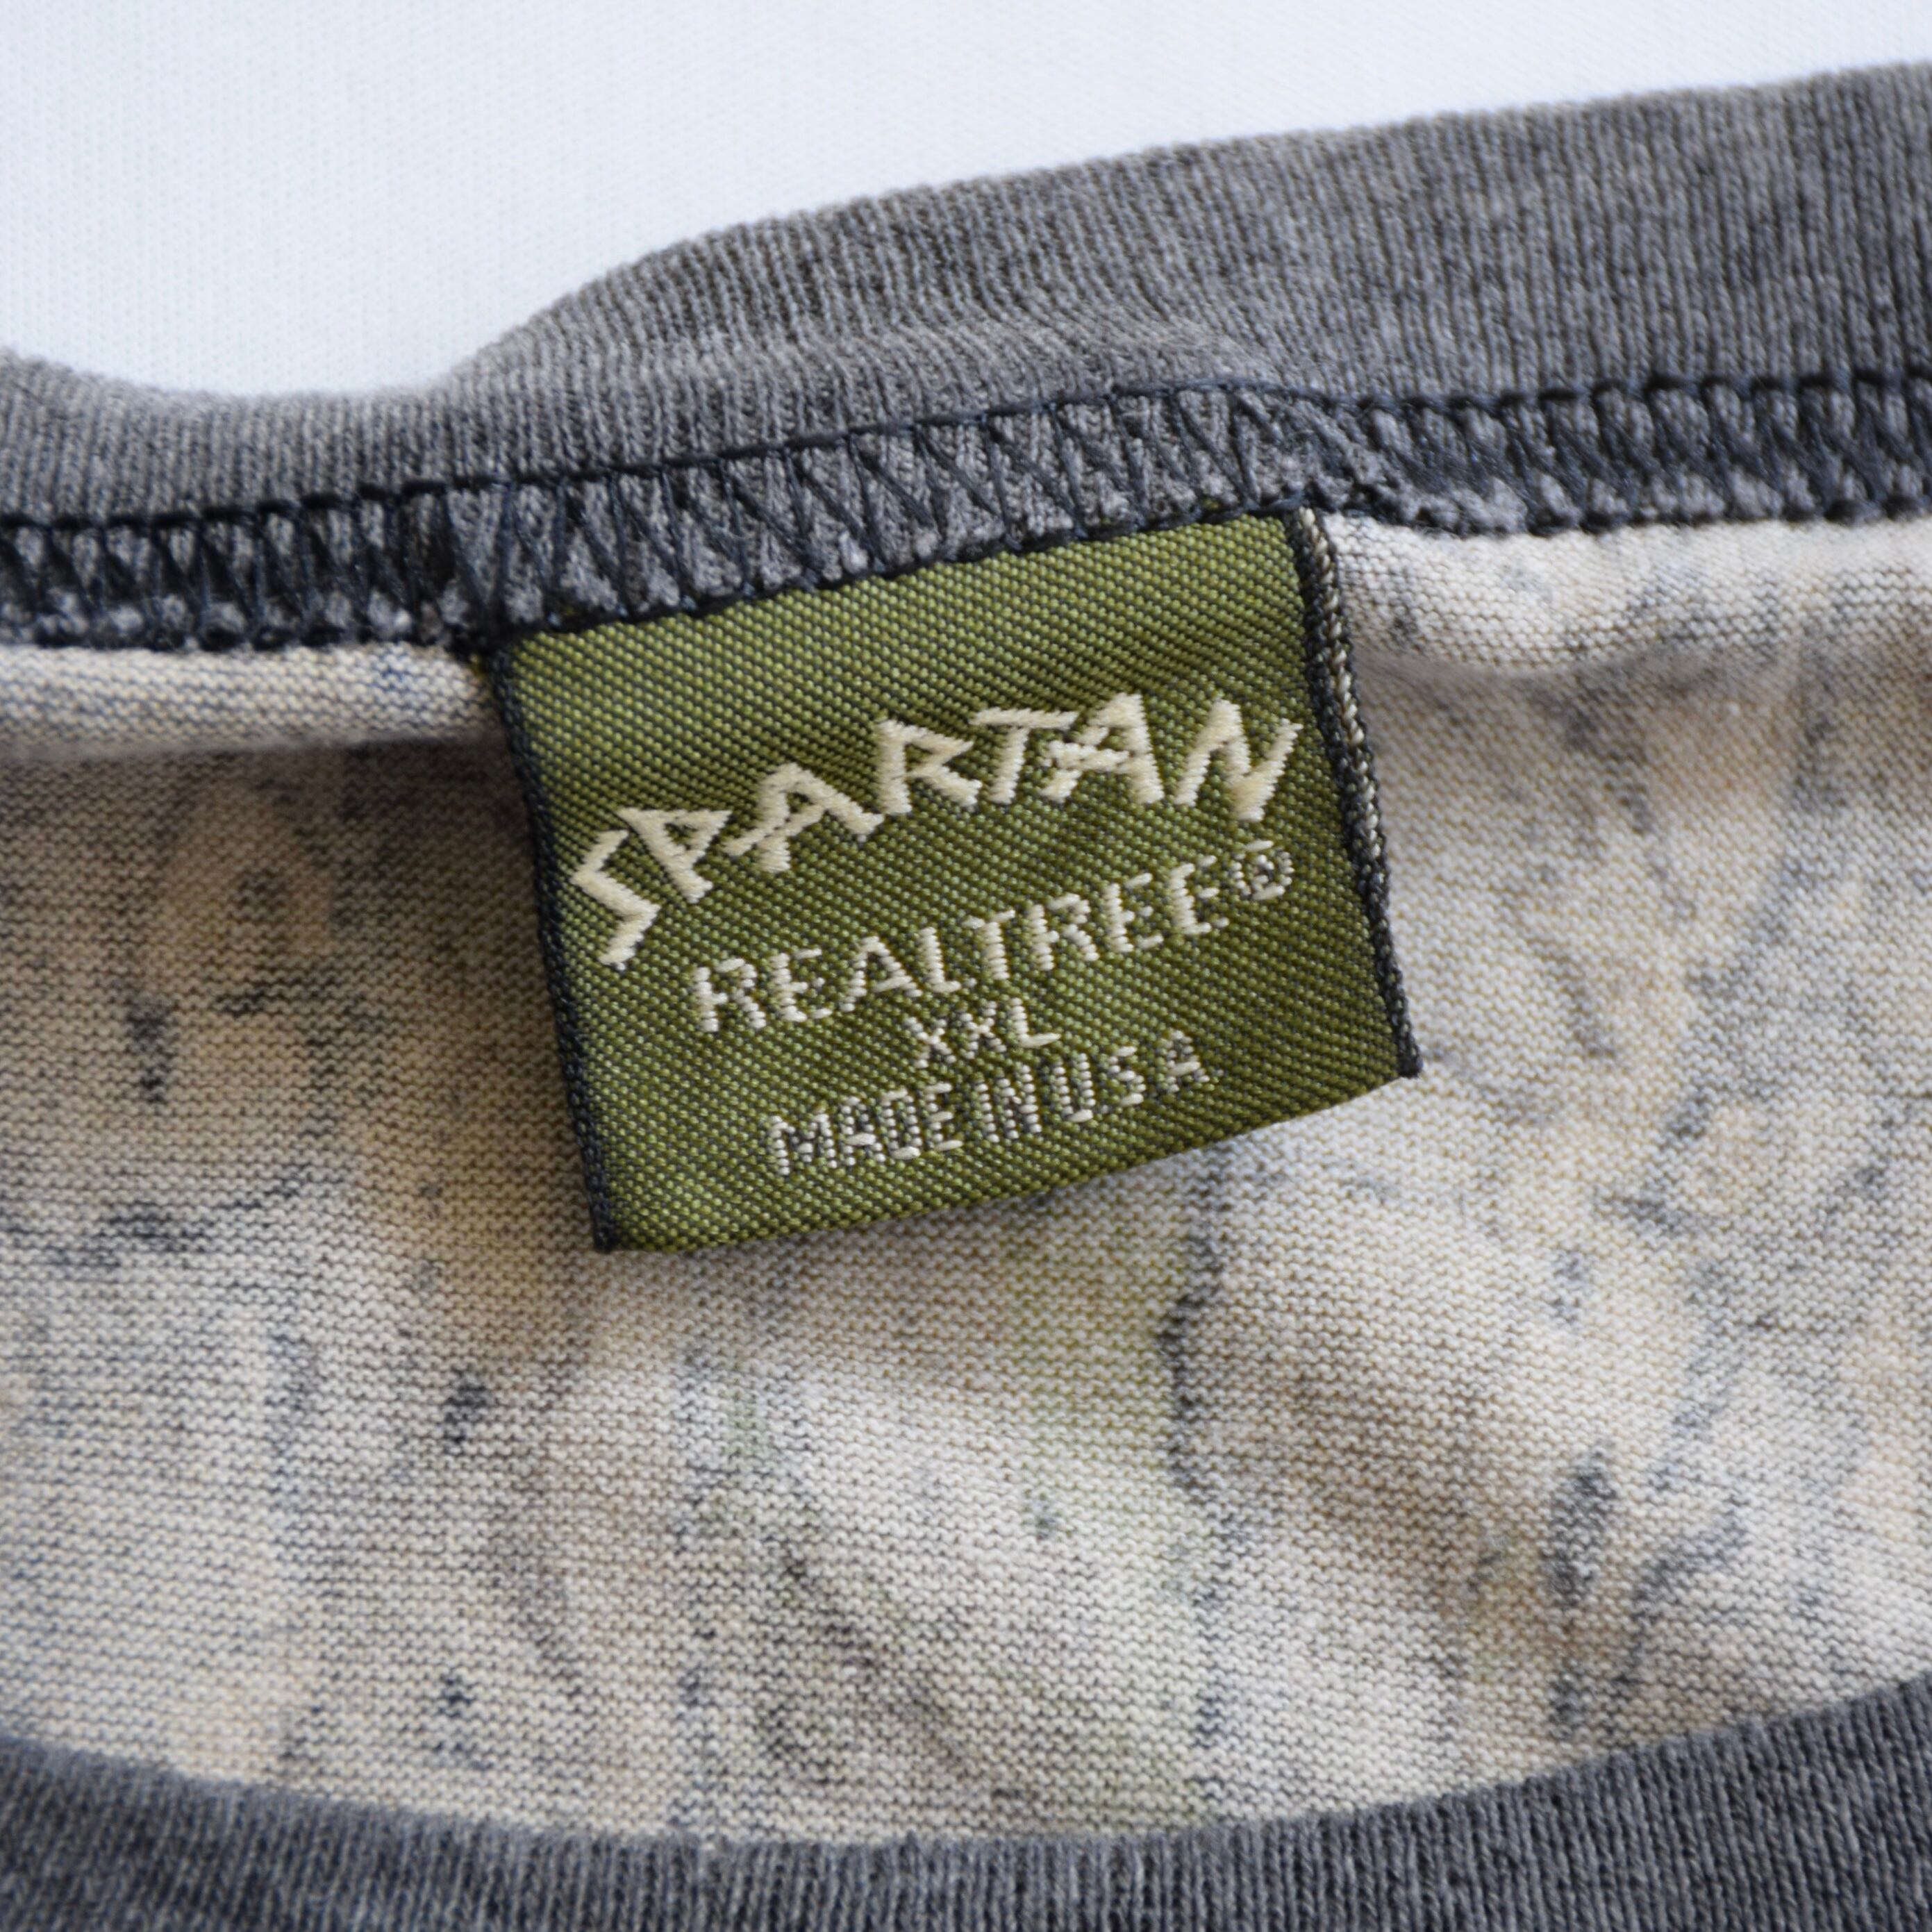 SPARTAN
REALTREE®
XXL
MADE IN USA